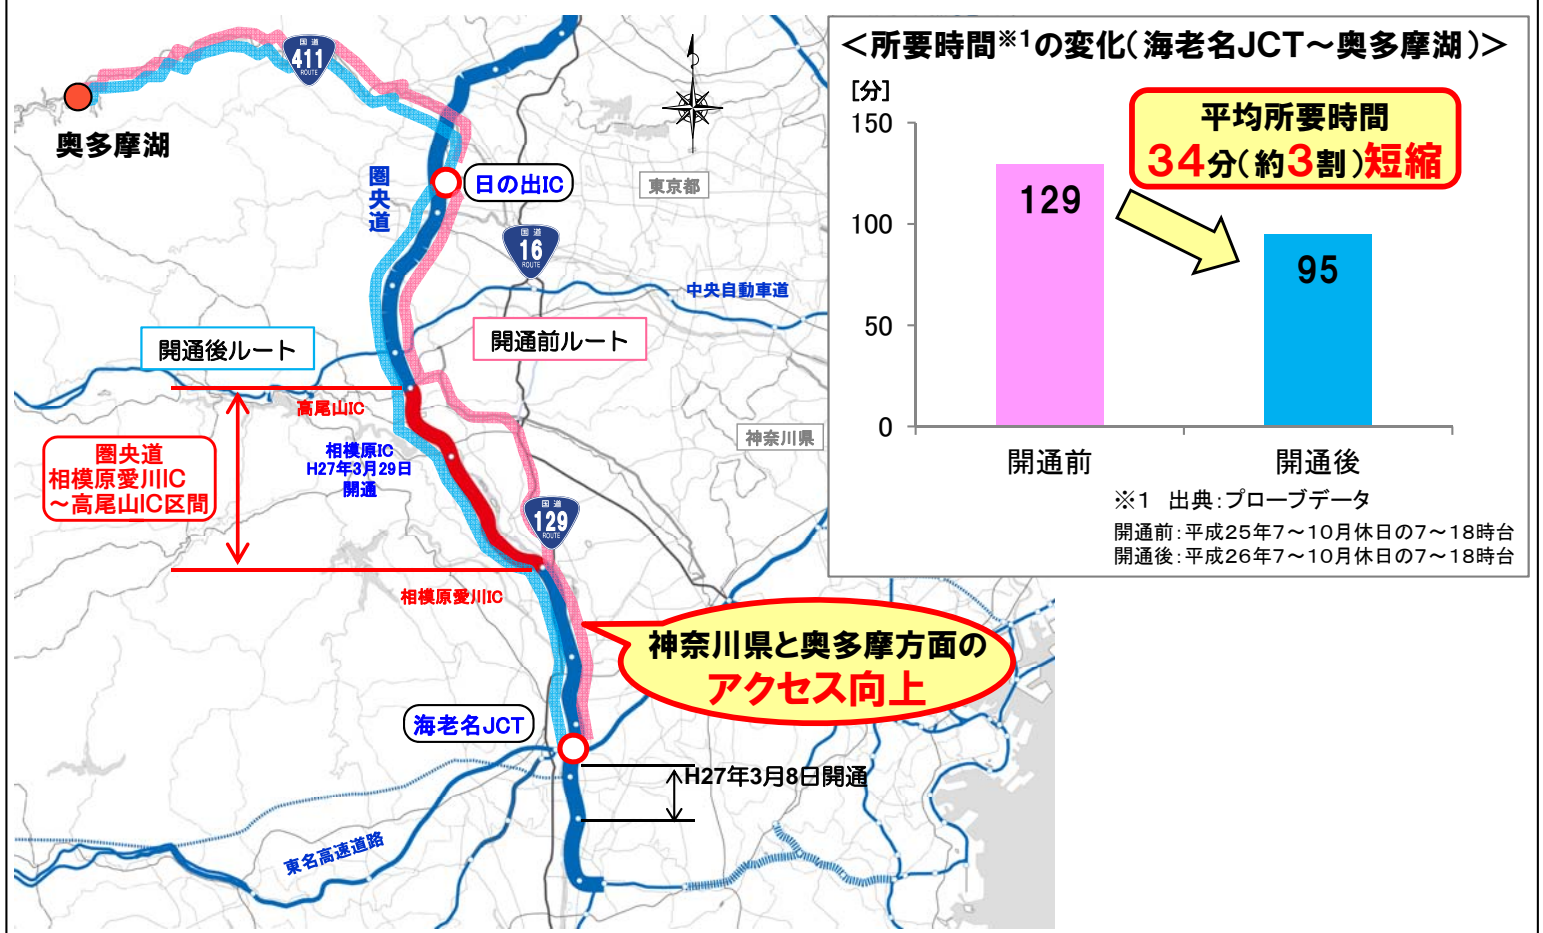 国道
411
ROUTE
奥多摩湖
圏央道
日の出IC
東京都
国道
16
ROUTE
中央自動車道
開通後ルート
開通前ルート
高尾山IC
神奈川県
圏央道
相模原愛川IC
～高尾山IC区間
相模原IC
H27年3月29日
開通
国道
129
ROUTE
相模原愛川IC
神奈川県と奥多摩方面の
アクセス向上
海老名JCT
H27年3月8日開通
東名高速道路
＜所要時間※1の変化（海老名JCT～奥多摩湖）＞
[分]
平均所要時間
34分（約3割）短縮
150
100
50
0
129
95
開通前
開通後
※1 出典：プローブデータ
開通前：平成25年7～10月休日の7～18時台
開通後：平成26年7～10月休日の7～18時台